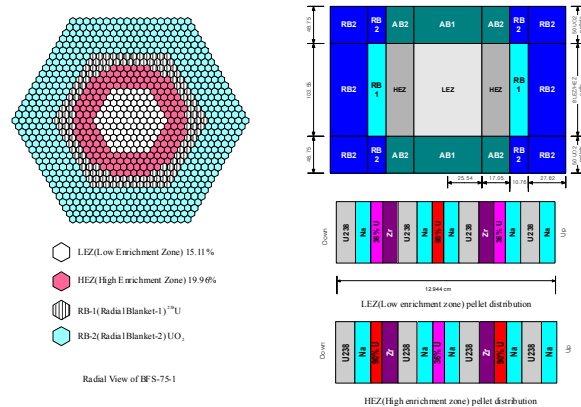 LEZ(Low Enrichment Zone) 15.11%
HEZ(High Enrichment Zone) 19.96%
RB-1(Radial Blanket-1) ²³⁸U
RB-2(Radial Blanket-2) UO₂
Radial View of BFS-75-1
RB2 RB 2 AB2 AB1 AB2 RB 2 RB2
48.75
RB2 RB 1 HEZ LEZ HEZ RB 1 RB2
103.55
RB2 RB 2 AB2 AB1 AB2 RB 2 RB2
48.75
25.54 17.05 10.76 27.82
Down U238 Na 36% U Zr Na U238 Na 90% U Na U238 Zr 36% U Na U238 Na Up
12.944 cm
LEZ(Low enrichment zone) pellet distribution
Down U238 Na 90% U U238 Na Zr Na 36% U Na U238 Zr 90% U Na U238 Na Up
HEZ(High enrichment zone) pellet distribution